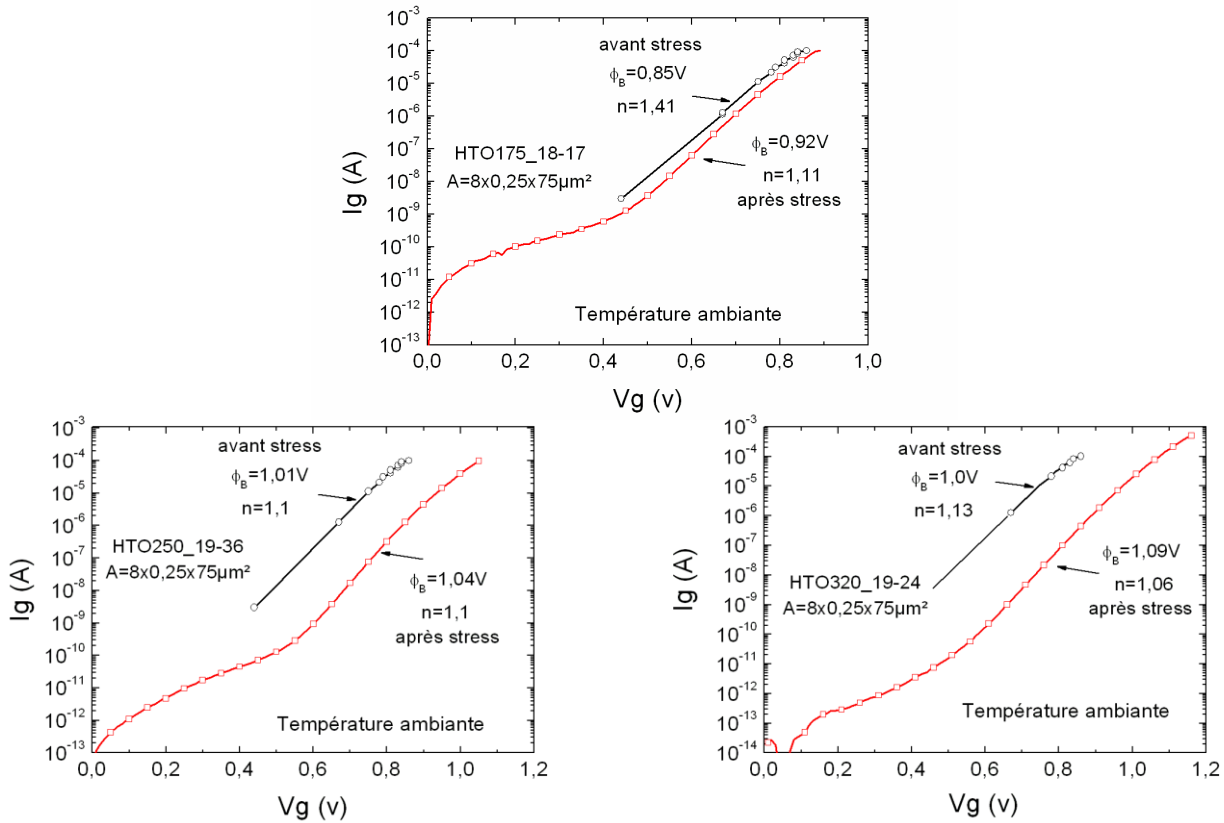 10⁻³
10⁻⁴
10⁻⁵
10⁻⁶
10⁻⁷
10⁻⁸
10⁻⁹
10⁻¹⁰
10⁻¹¹
10⁻¹²
10⁻¹³
Ig (A)
avant stress
ϕB=0,85V
n=1,41
HTO175_18-17
A=8x0,25x75µm²
ϕB=0,92V
n=1,11
après stress
Température ambiante
0,0 0,2 0,4 0,6 0,8 1,0
Vg (v)
10⁻³
10⁻⁴
10⁻⁵
10⁻⁶
10⁻⁷
10⁻⁸
10⁻⁹
10⁻¹⁰
10⁻¹¹
10⁻¹²
10⁻¹³
Ig (A)
avant stress
ϕB=1,01V
n=1,1
HTO250_19-36
A=8x0,25x75µm²
ϕB=1,04V
n=1,1
après stress
Température ambiante
0,0 0,2 0,4 0,6 0,8 1,0 1,2
Vg (v)
10⁻³
10⁻⁴
10⁻⁵
10⁻⁶
10⁻⁷
10⁻⁸
10⁻⁹
10⁻¹⁰
10⁻¹¹
10⁻¹²
10⁻¹³
10⁻¹⁴
Ig (A)
avant stress
ϕB=1,0V
n=1,13
HTO320_19-24
A=8x0,25x75µm²
ϕB=1,09V
n=1,06
après stress
Température ambiante
0,0 0,2 0,4 0,6 0,8 1,0 1,2
Vg (v)